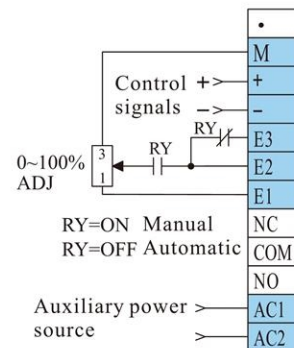 •
M
Control + +
signals − −
RY E3
3 RY E2
0~100%
ADJ 1 E1
RY=ON Manual NC
RY=OFF Automatic COM
NO
Auxiliary power AC1
source AC2